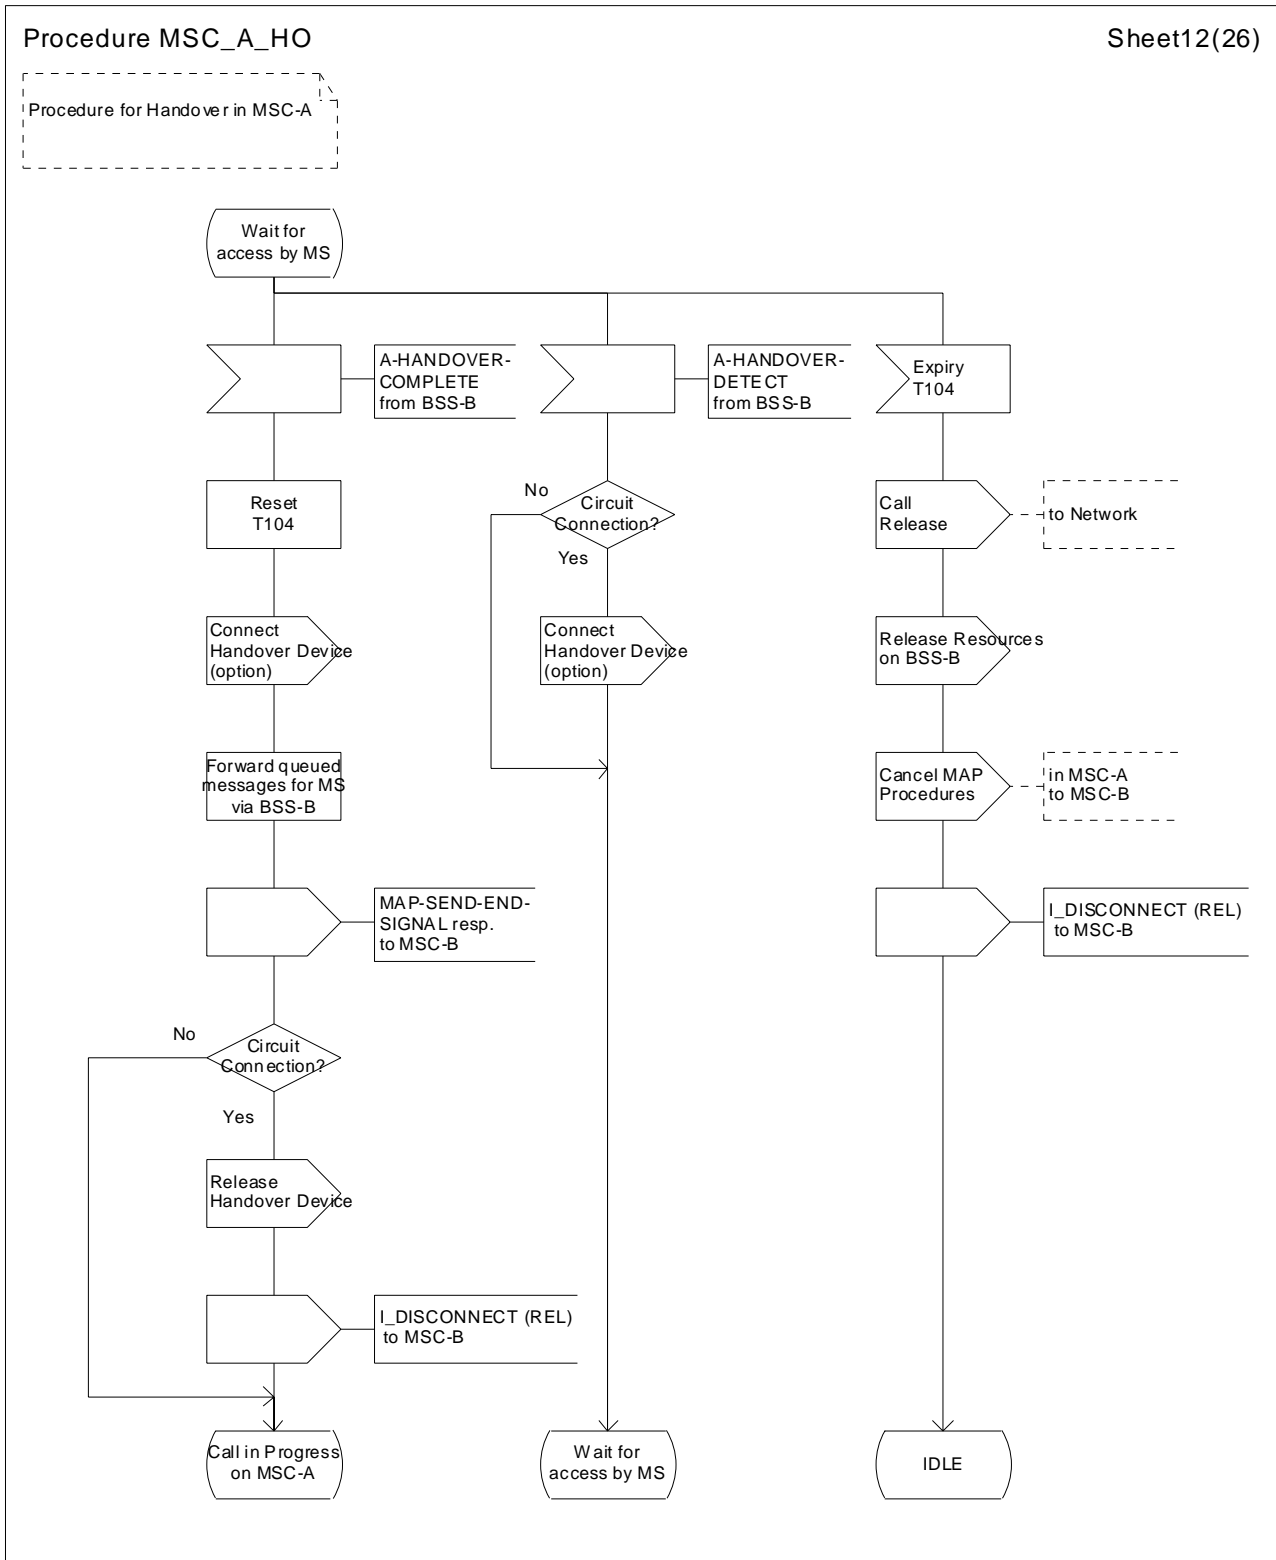 Procedure MSC_A_HO
Sheet12(26)
Procedure for Handover in MSC-A
Wait for
access by MS
A-HANDOVER-
COMPLETE
from BSS-B
A-HANDOVER-
DETECT
from BSS-B
Expiry
T104
Reset
T104
No
Circuit
Connection?
Yes
Call
Release
to Network
Connect
Handover Device
(option)
Connect
Handover Device
(option)
Release Resources
on BSS-B
Forward queued
messages for MS
via BSS-B
Cancel MAP
Procedures
in MSC-A
to MSC-B
MAP-SEND-END-
SIGNAL resp.
to MSC-B
I_DISCONNECT (REL)
to MSC-B
No
Circuit
Connection?
Yes
Release
Handover Device
I_DISCONNECT (REL)
to MSC-B
Call in Progress
on MSC-A
Wait for
access by MS
IDLE